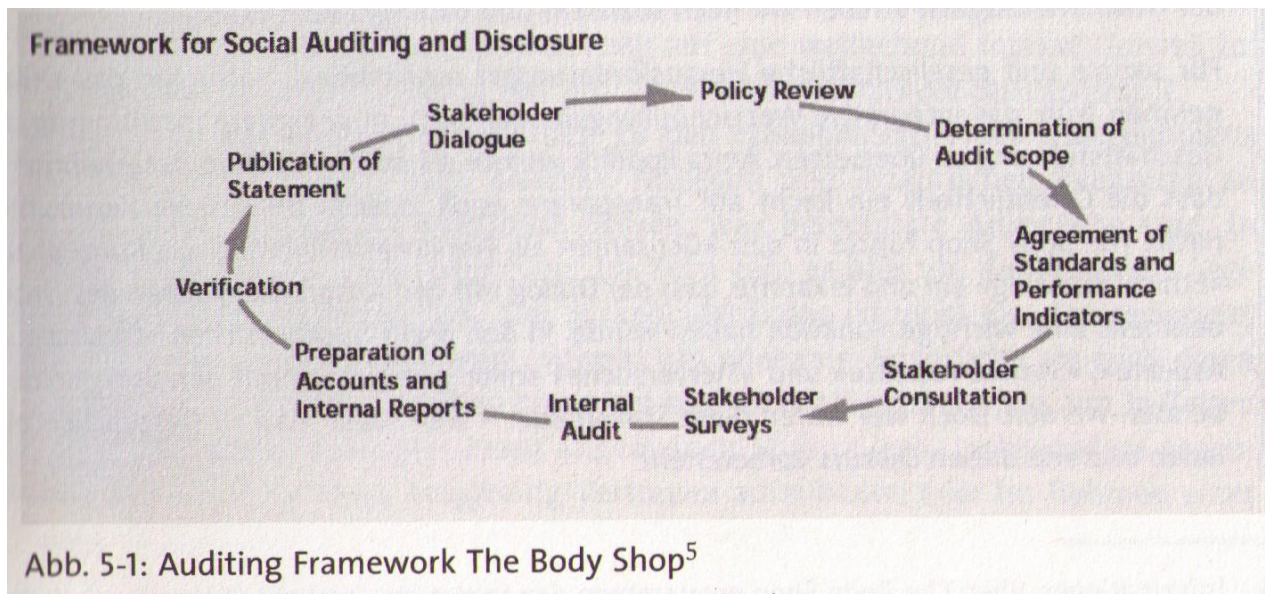 Framework for Social Auditing and Disclosure
Policy Review
Determination of
Audit Scope
Agreement of
Standards and
Performance
Indicators
Stakeholder
Consultation
Stakeholder
Surveys
Internal
Audit
Preparation of
Accounts and
Internal Reports
Verification
Publication of
Statement
Stakeholder
Dialogue
Abb. 5-1: Auditing Framework The Body Shop⁵